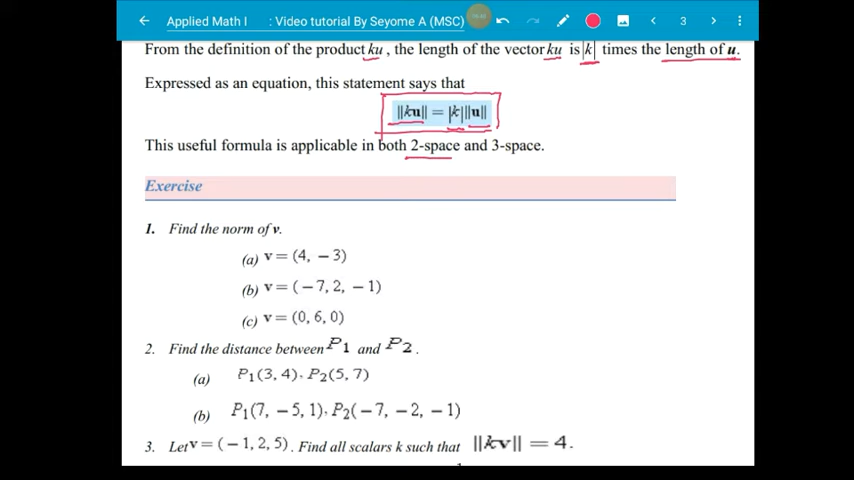 Applied Math I : Video tutorial By Seyome A (MSC) 3
From the definition of the product ku , the length of the vector ku is |k| times the length of u.
Expressed as an equation, this statement says that
||ku|| = |k|||u||
This useful formula is applicable in both 2-space and 3-space.
Exercise
1. Find the norm of v.
(a) v = (4, −3)
(b) v = (−7, 2, −1)
(c) v = (0, 6, 0)
2. Find the distance between P1 and P2 .
(a) P1(3, 4), P2(5, 7)
(b) P1(7, −5, 1), P2(−7, −2, −1)
3. Let v = (−1, 2, 5) . Find all scalars k such that ||kv|| = 4.